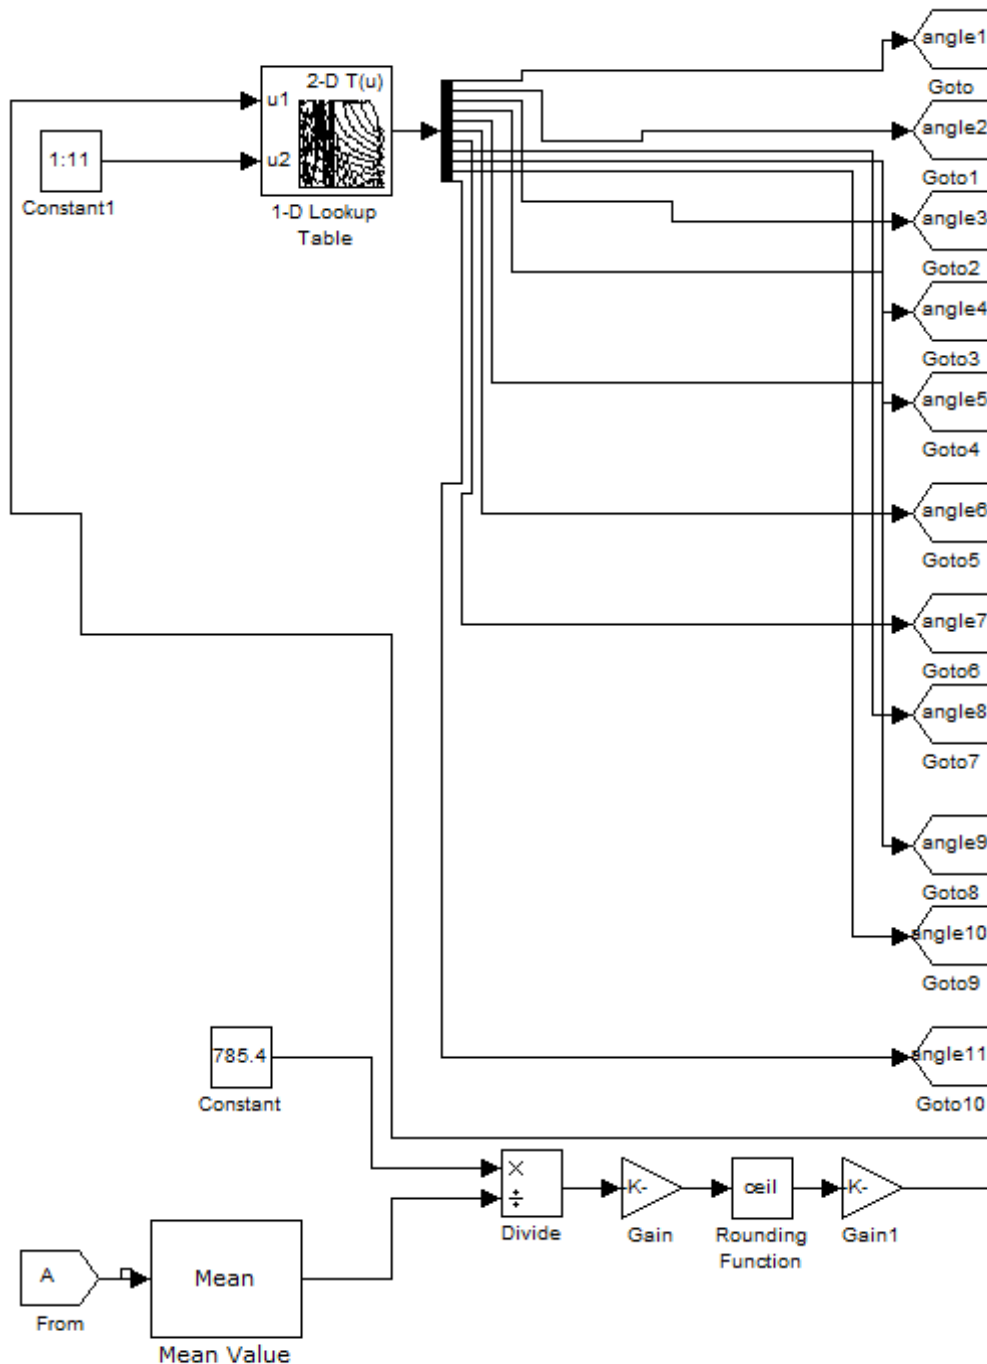 angle1
Goto
2-D T(u)
u1
u2
1-D Lookup
Table
1:11
Constant1
angle2
Goto1
angle3
Goto2
angle4
Goto3
angle5
Goto4
angle6
Goto5
angle7
Goto6
angle8
Goto7
angle9
Goto8
angle10
Goto9
angle11
Goto10
785.4
Constant
×
÷
Divide
K-
Gain
ceil
Rounding
Function
K-
Gain1
A
From
Mean
Mean Value